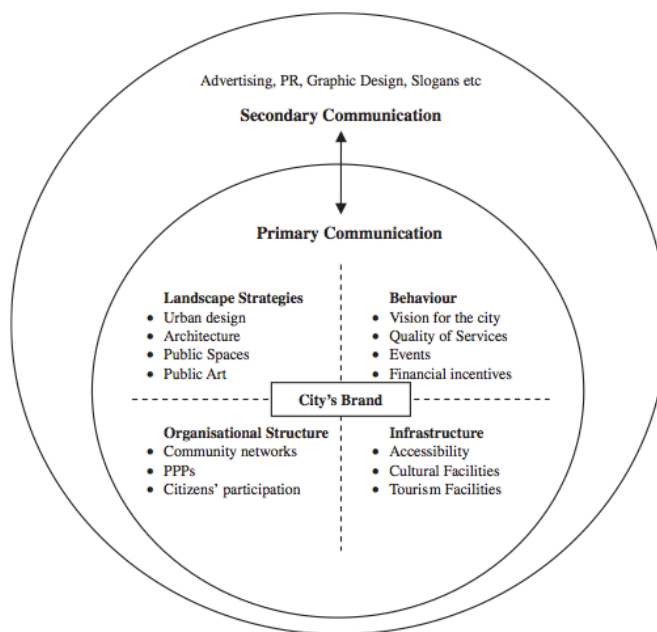 Advertising, PR, Graphic Design, Slogans etc
Secondary Communication
Primary Communication
Landscape Strategies
• Urban design
• Architecture
• Public Spaces
• Public Art
Behaviour
• Vision for the city
• Quality of Services
• Events
• Financial incentives
City's Brand
Organisational Structure
• Community networks
• PPPs
• Citizens' participation
Infrastructure
• Accessibility
• Cultural Facilities
• Tourism Facilities